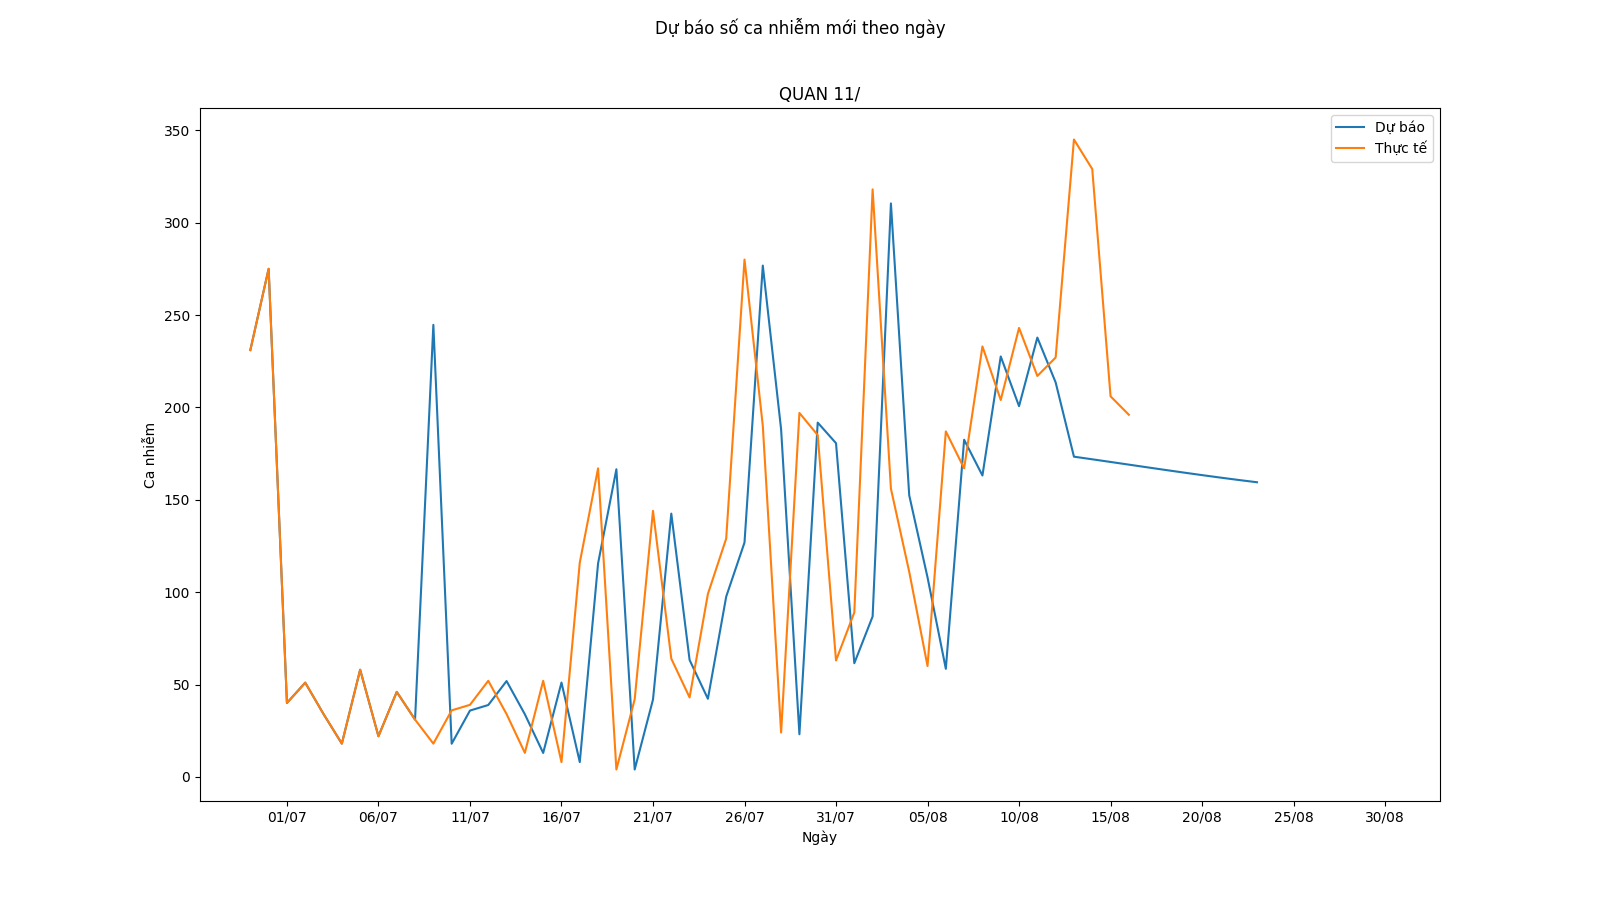 Dự báo số ca nhiễm mới theo ngày
QUAN 11/
Dự báo
Thực tế
350
300
250
200
150
100
50
0
Ca nhiễm
01/07 06/07 11/07 16/07 21/07 26/07 31/07 05/08 10/08 15/08 20/08 25/08 30/08
Ngày